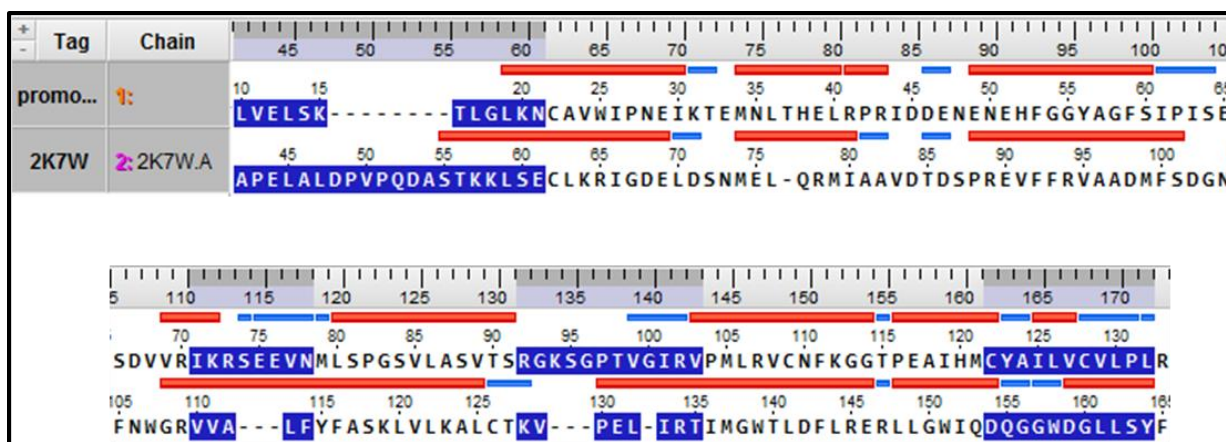 + - Tag Chain 45 50 55 60 65 70 75 80 85 90 95 100 10
10 15 20 25 30 35 40 45 50 55 60 65
promo... 1: LVELSK--------TLGLKNCAVWIPNEIKTEMNLTHELRPRIDDENENEHFGGYAGFSIPISE
45 50 55 60 65 70 75 80 85 90 95 100
2K7W 2: 2K7W.A APELALDPVPQDASTKKLSECLKRIGDELDSNMEL-QRMIAAVDTDSPREVFFRVAADMFSDGN
5 110 115 120 125 130 135 140 145 150 155 160 165 170
70 75 80 85 90 95 100 105 110 115 120 125 130
SDVVRIKRSEEVNMLSPGSVLASVTSRGKSGPTVGIRVPMLRVCNFKGGTPEAIHMCYAILVCVLPLR
105 110 115 120 125 130 135 140 145 150 155 160 165
FNWGRVVA---LFYFASKLVLKALCTKV---PEL-IRTIMGWTLDFLRERLLGWIQDQGGWDGLLSYF